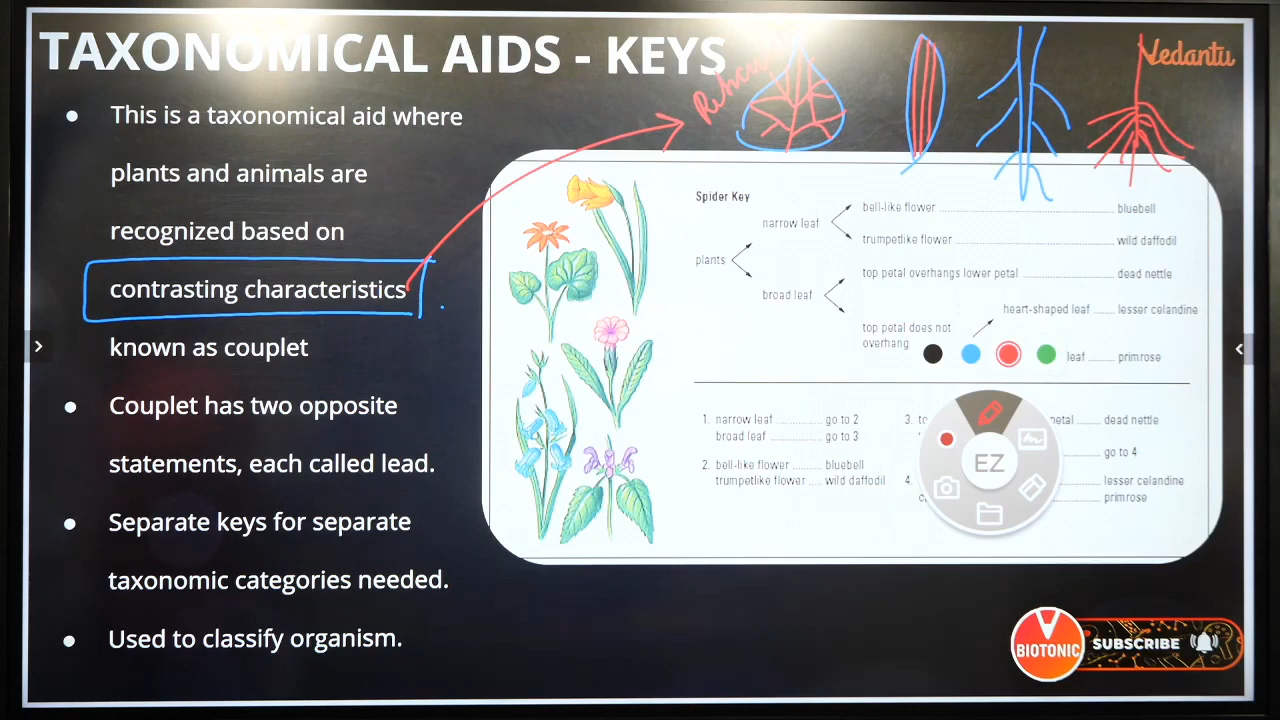 TAXONOMICAL AIDS - KEYS
Vedantu
● This is a taxonomical aid where
plants and animals are
recognized based on
contrasting characteristics
known as couplet
● Couplet has two opposite
statements, each called lead.
● Separate keys for separate
taxonomic categories needed.
● Used to classify organism.
Spider Key
plants
narrow leaf
broad leaf
bell-like flower ........ bluebell
trumpetlike flower ........ wild daffodil
top petal overhangs lower petal ........ dead nettle
top petal does not
overhang
heart-shaped leaf ...... lesser celandine
leaf ........ primrose
1. narrow leaf ............ go to 2
broad leaf ............ go to 3
2. bell-like flower ........ bluebell
trumpetlike flower .... wild daffodil
3. to
petal ...... dead nettle
go to 4
4.
lesser celandine
primrose
EZ
BIOTONIC
SUBSCRIBE